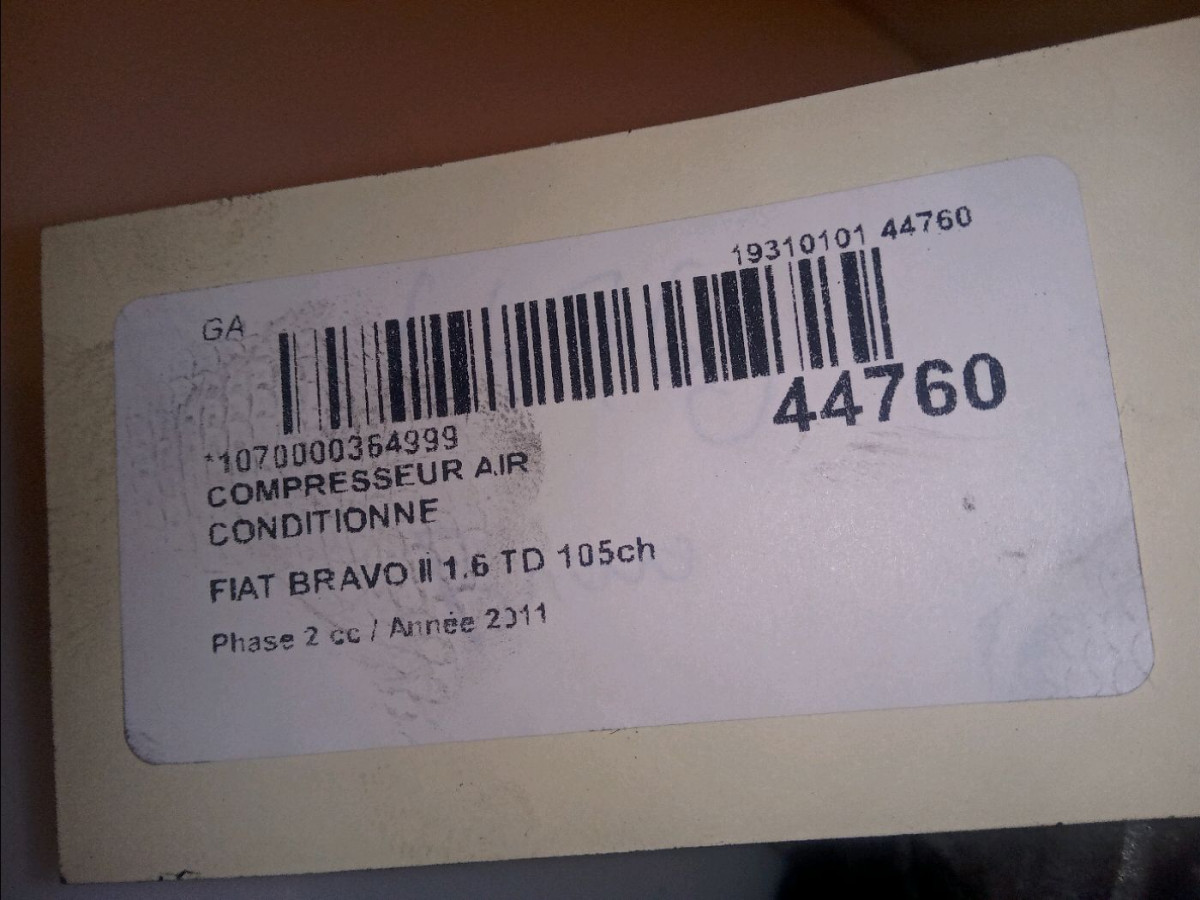 19310101 44760
GA
44760
*1070000364999
COMPRESSEUR AIR
CONDITIONNE
FIAT BRAVO II 1.6 TD 105ch
Phase 2 cc / Année 2011